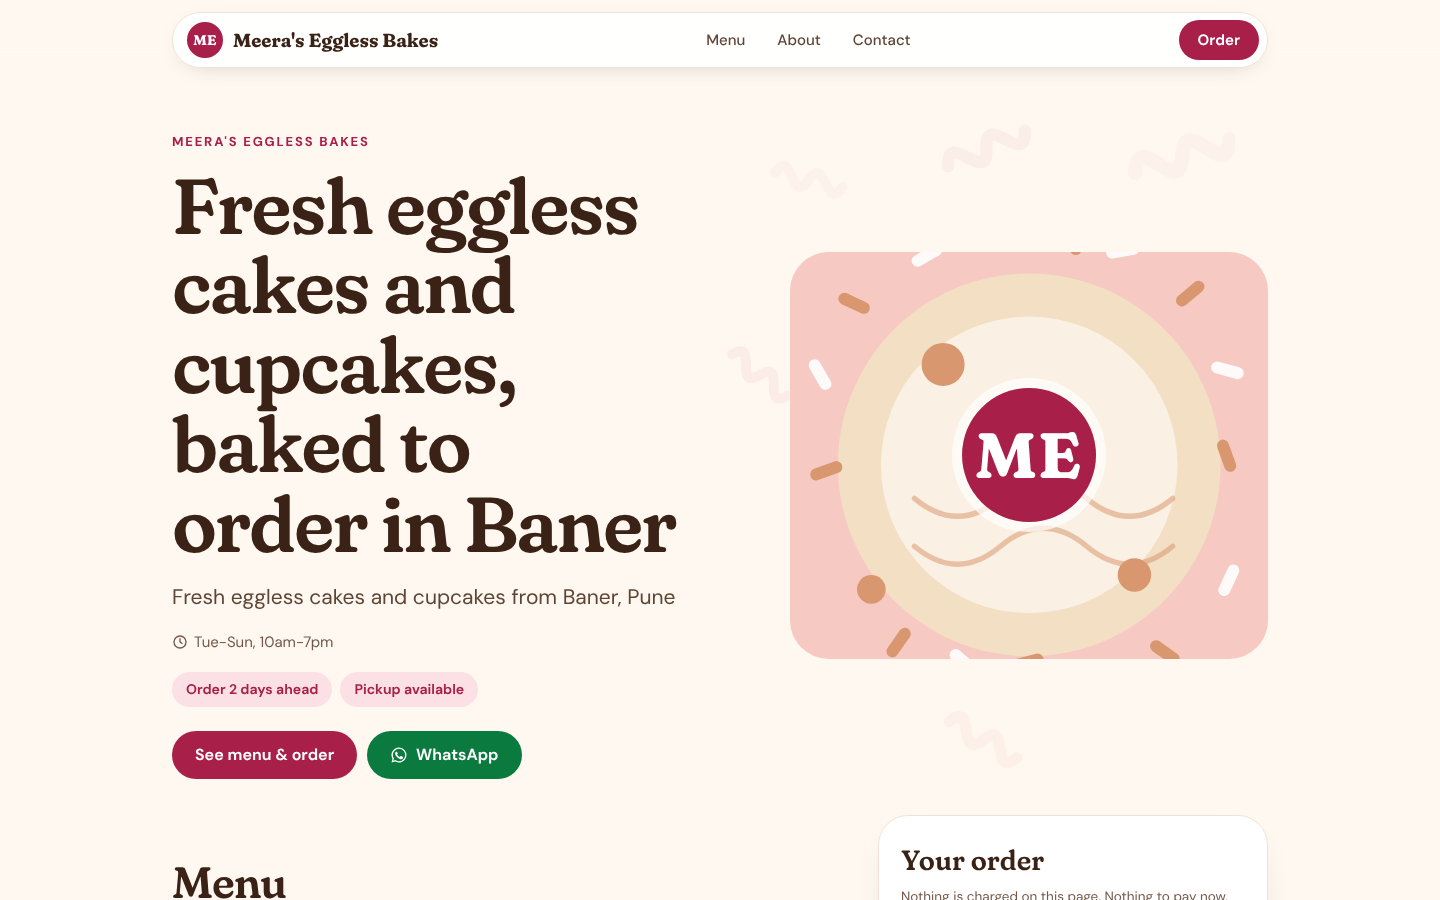 ME Meera's Eggless Bakes
Menu About Contact
Order
MEERA'S EGGLESS BAKES
Fresh eggless
cakes and
cupcakes,
baked to
order in Baner
Fresh eggless cakes and cupcakes from Baner, Pune
Tue–Sun, 10am–7pm
Order 2 days ahead
Pickup available
See menu & order
WhatsApp
ME
Menu
Your order
Nothing is charged on this page. Nothing to pay now.